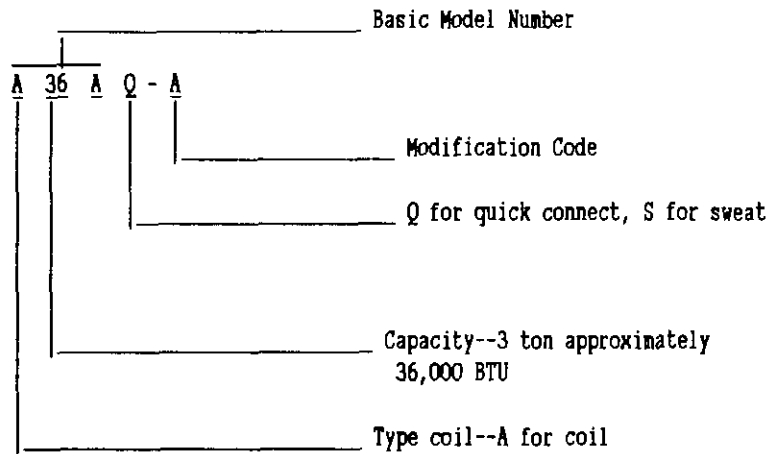 Basic Model Number
A 36 A Q - A
Modification Code
Q for quick connect, S for sweat
Capacity--3 ton approximately
36,000 BTU
Type coil--A for coil